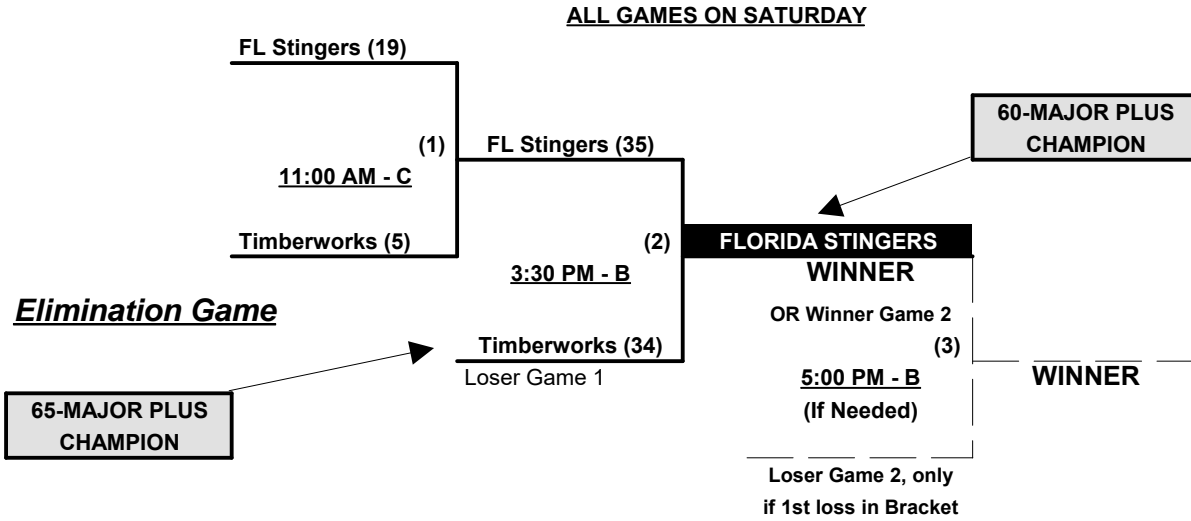 ALL GAMES ON SATURDAY
FL Stingers (19)
60-MAJOR PLUS
CHAMPION
(1)
FL Stingers (35)
11:00 AM - C
Timberworks (5)
(2)
FLORIDA STINGERS
WINNER
3:30 PM - B
Elimination Game
OR Winner Game 2
(3)
Timberworks (34)
Loser Game 1
5:00 PM - B
(If Needed)
WINNER
65-MAJOR PLUS
CHAMPION
Loser Game 2, only
if 1st loss in Bracket